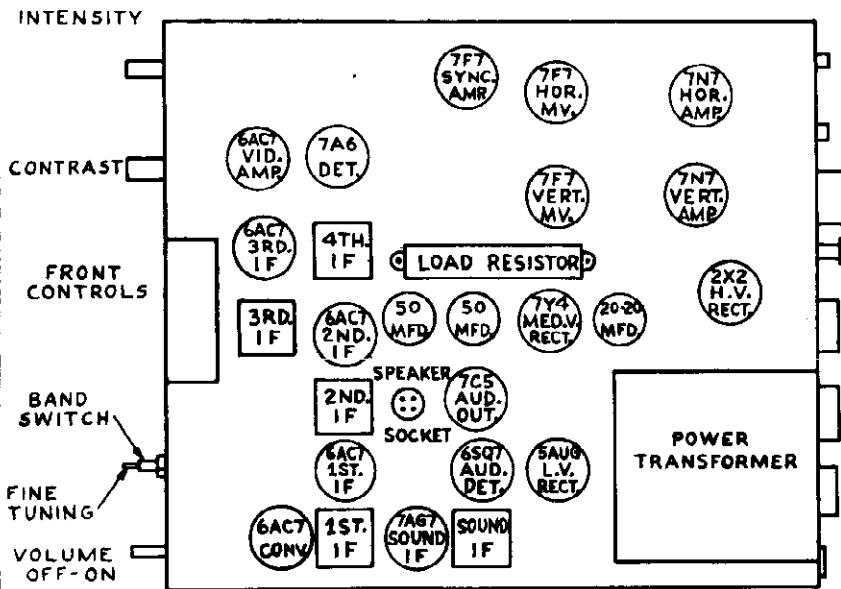 INTENSITY
7F7
SYNC.
AMP.
7F7
HOR.
MV.
7N7
HOR.
AMP.
CONTRAST
6AC7
VID.
AMP.
7A6
DET.
7F7
VERT.
MV.
7N7
VERT.
AMP.
FRONT
CONTROLS
6AC7
3RD.
IF
4TH.
IF
LOAD RESISTOR
2X2
H.V.
RECT.
3RD.
IF
6AC7
2ND.
IF
50
MFD.
50
MFD.
7Y4
MED.V.
RECT.
20-20
MFD.
BAND
SWITCH
2ND.
IF
SPEAKER
SOCKET
7C5
AUD.
OUT.
POWER
TRANSFORMER
FINE
TUNING
6AC7
1ST.
IF
6SQ7
AUD.
DET.
5AUG
L.V.
RECT.
VOLUME
OFF-ON
6AC7
CONV.
1ST.
IF
7AG7
SOUND
IF
SOUND
IF